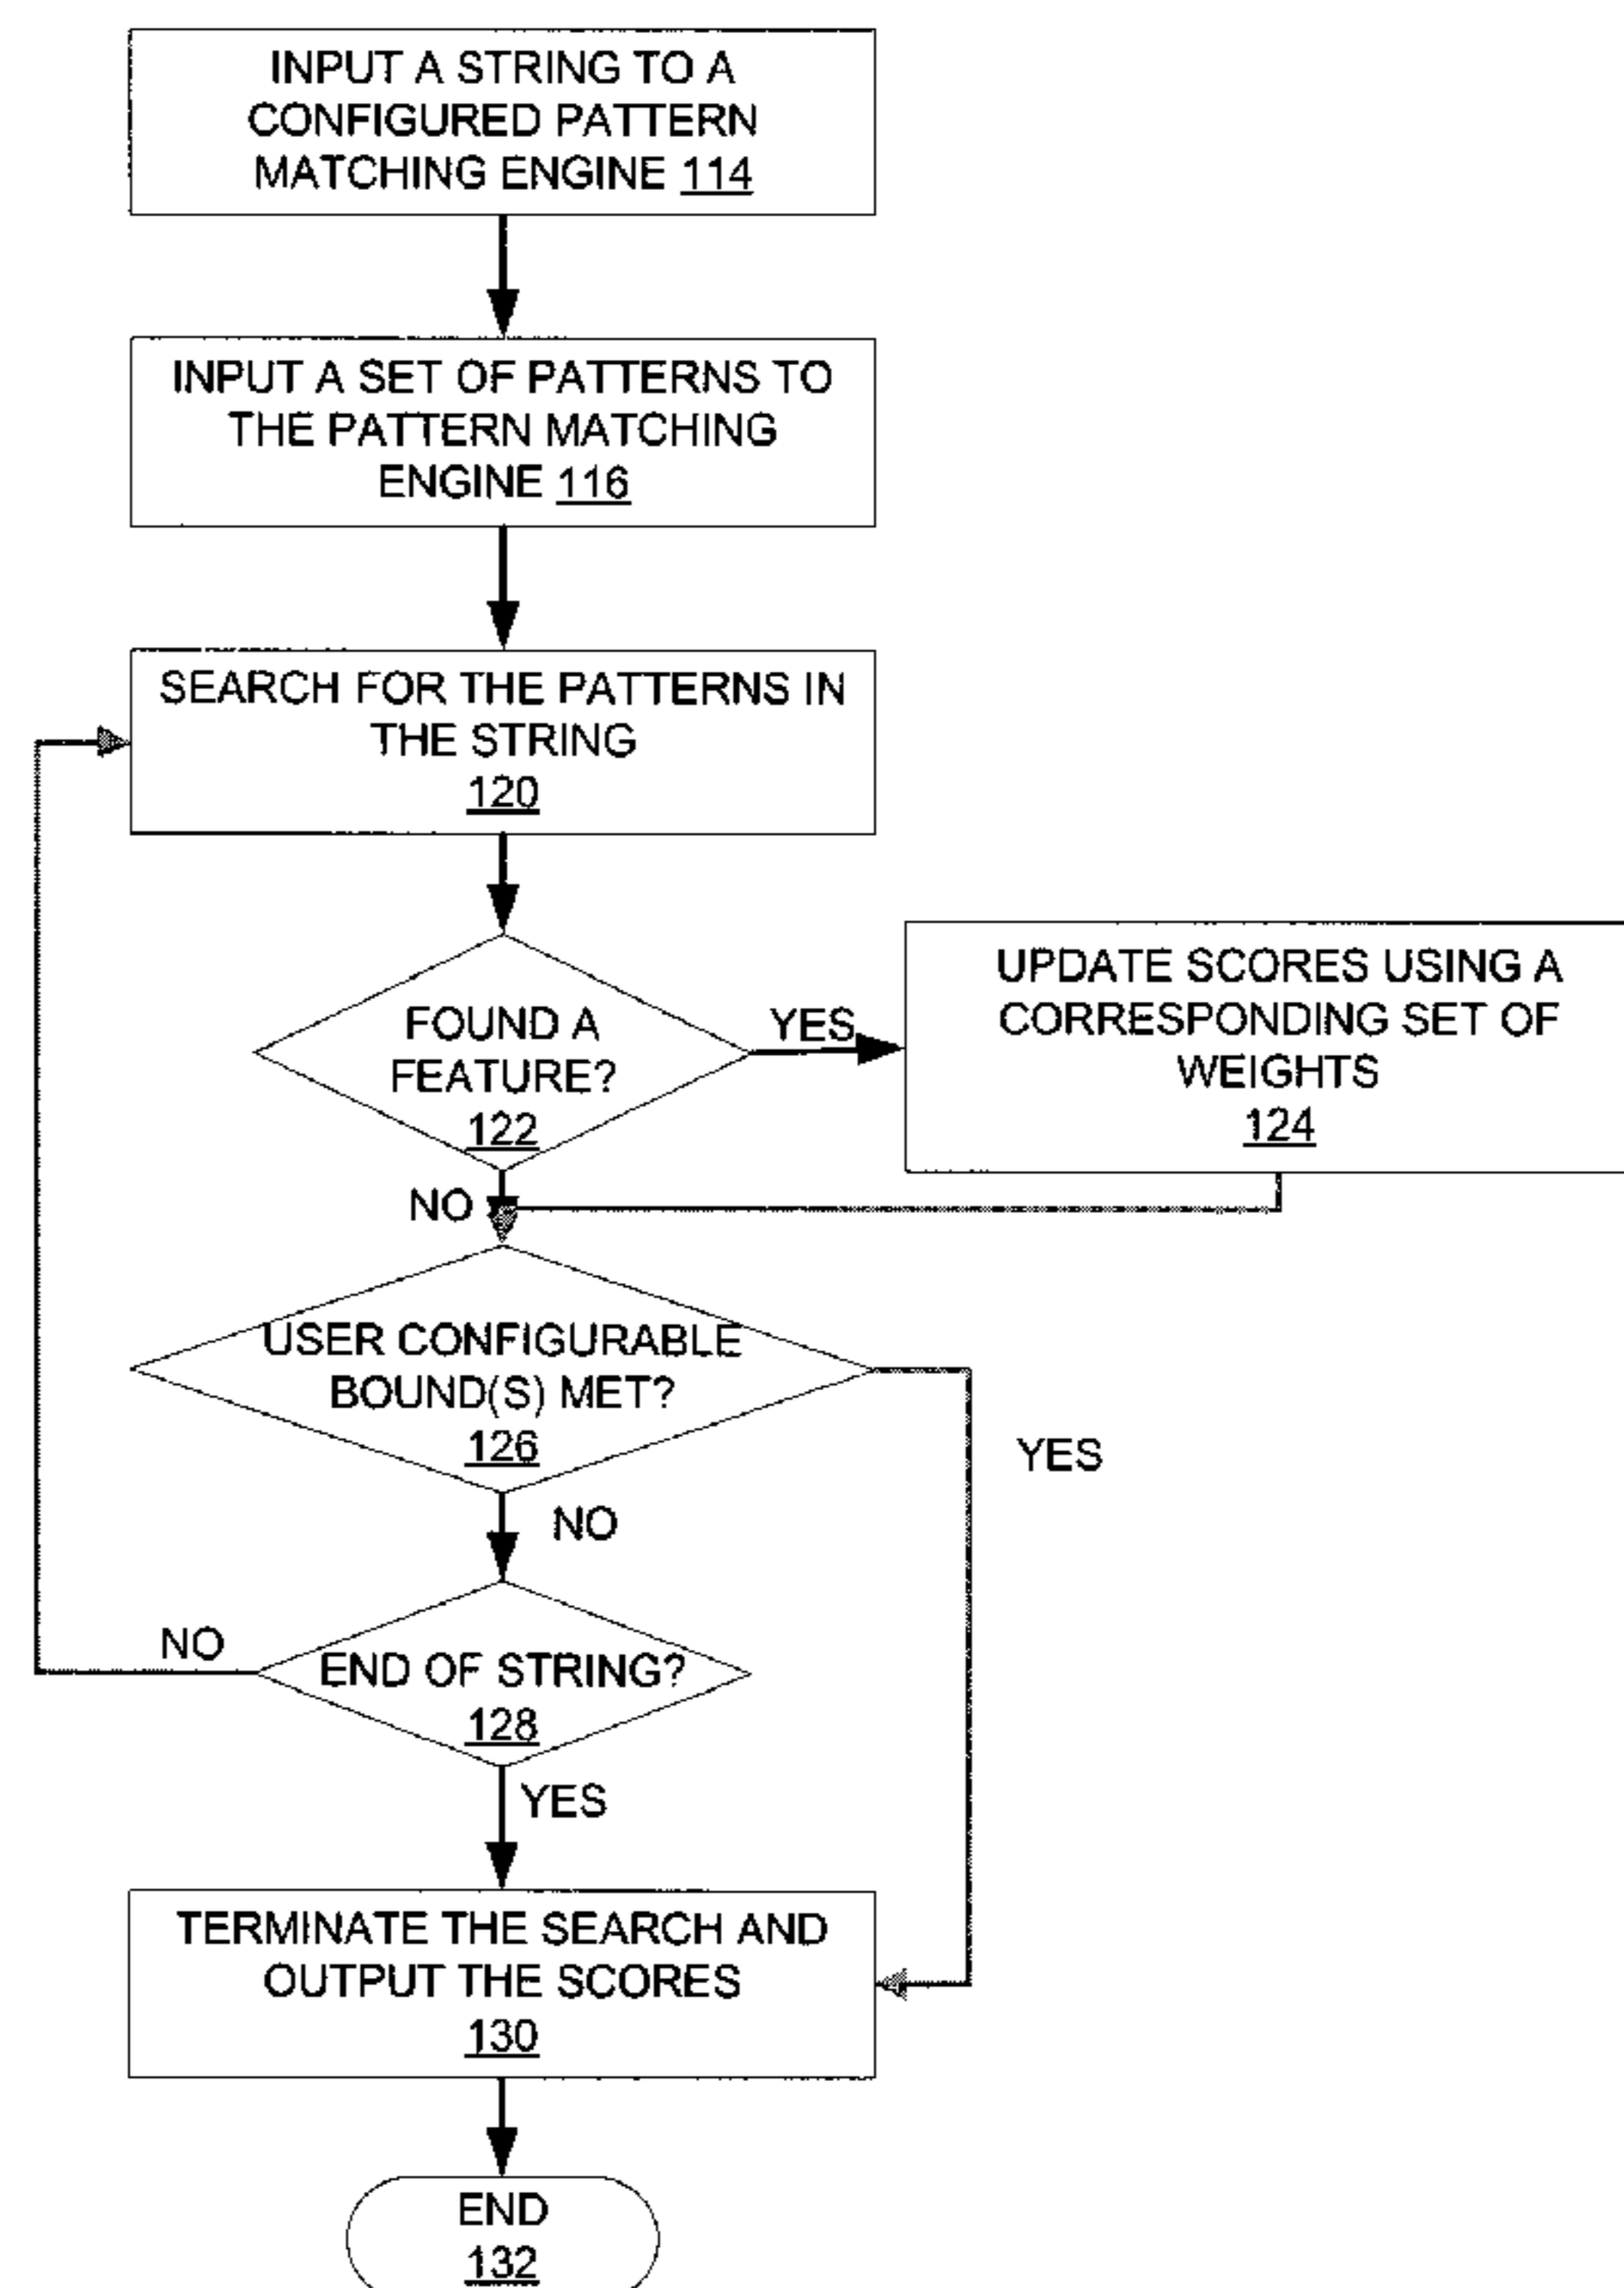 INPUT A STRING TO A
CONFIGURED PATTERN
MATCHING ENGINE 114
INPUT A SET OF PATTERNS TO
THE PATTERN MATCHING
ENGINE 116
SEARCH FOR THE PATTERNS IN
THE STRING
120
FOUND A
FEATURE?
122
YES
UPDATE SCORES USING A
CORRESPONDING SET OF
WEIGHTS
124
NO
USER CONFIGURABLE
BOUND(S) MET?
126
YES
NO
NO
END OF STRING?
128
YES
TERMINATE THE SEARCH AND
OUTPUT THE SCORES
130
END
132